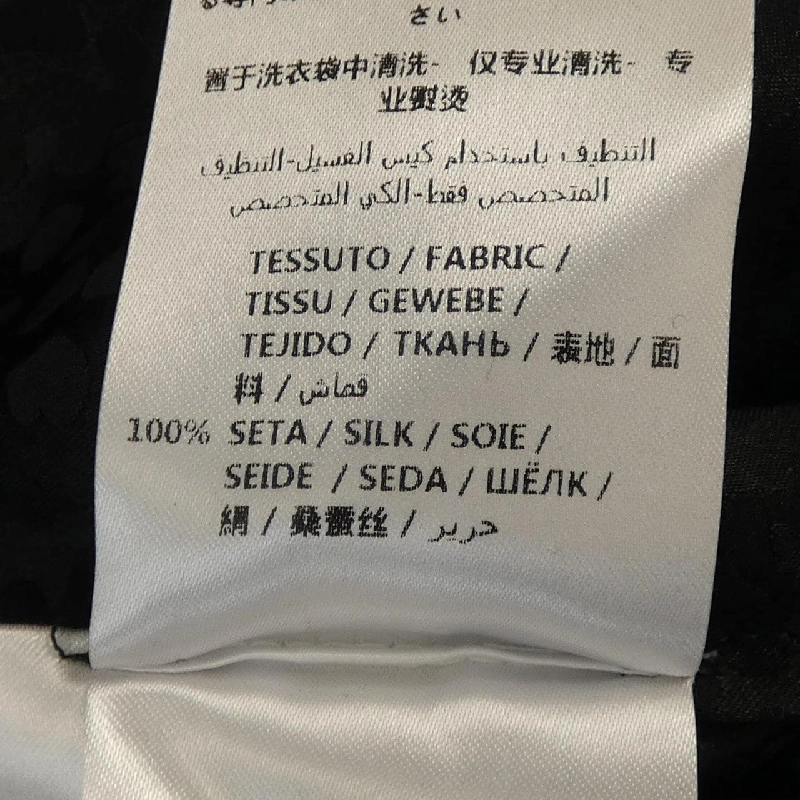 さい
置于洗衣袋中清洗- 仅专业清洗- 专
业熨烫
التنظيف باستخدام كيس الغسيل-التنظيف
المتخصص فقط-الكي المتخصص
TESSUTO / FABRIC /
TISSU / GEWEBE /
TEJIDO / ТКАНЬ / 表地 / 面
料 / قماش
100% SETA / SILK / SOIE /
SEIDE / SEDA / ШЁЛК /
絹 / 桑蚕丝 / حرير